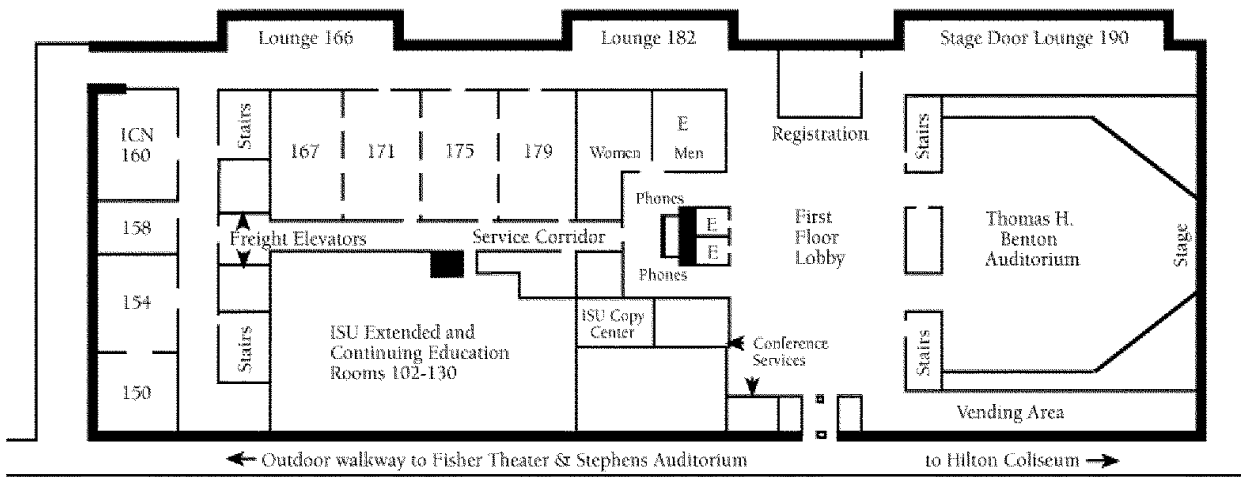 Lounge 166
Lounge 182
Stage Door Lounge 190
ICN
160
Stairs
167
171
175
179
Women
E
Men
Registration
Stairs
158
Freight Elevators
Service Corridor
Phones
E
E
Phones
First
Floor
Lobby
Thomas H.
Benton
Auditorium
Stage
154
Stairs
ISU Extended and
Continuing Education
Rooms 102-130
ISU Copy
Center
Conference
Services
Stairs
150
Vending Area
Outdoor walkway to Fisher Theater & Stephens Auditorium
to Hilton Coliseum